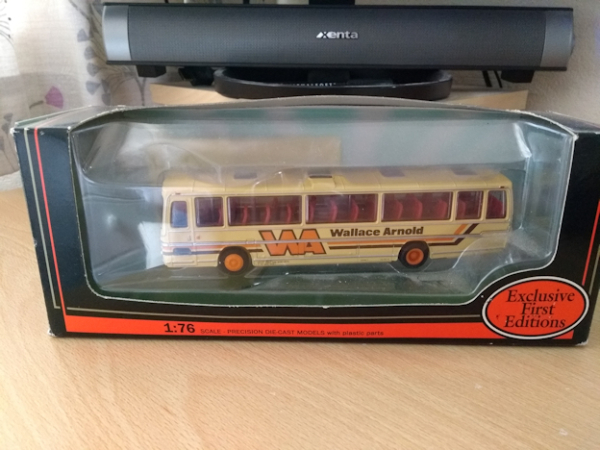 xenta
WA Wallace Arnold
Exclusive
First
Editions
1:76 SCALE - PRECISION DIE-CAST MODELS with plastic parts